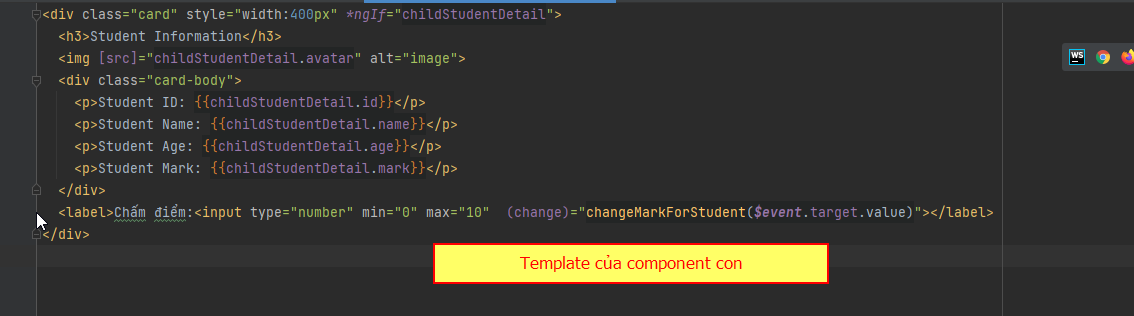 <div class="card" style="width:400px" *ngIf="childStudentDetail">
<h3>Student Information</h3>
<img [src]="childStudentDetail.avatar" alt="image">
<div class="card-body">
<p>Student ID: {{childStudentDetail.id}}</p>
<p>Student Name: {{childStudentDetail.name}}</p>
<p>Student Age: {{childStudentDetail.age}}</p>
<p>Student Mark: {{childStudentDetail.mark}}</p>
</div>
<label>Chấm điểm:<input type="number" min="0" max="10"  (change)="changeMarkForStudent($event.target.value)"></label>
</div>
Template của component con
WS